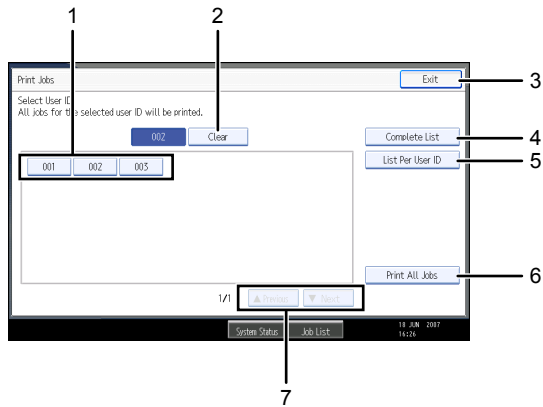 1
2
Print Jobs
Exit
3
Select User ID.
All jobs for the selected user ID will be printed.
002
Clear
Complete List
4
001
002
003
List Per User ID
5
Print All Jobs
6
1/1
▲ Previous
▼ Next
System Status
Job List
18 JUN 2007
16:26
7